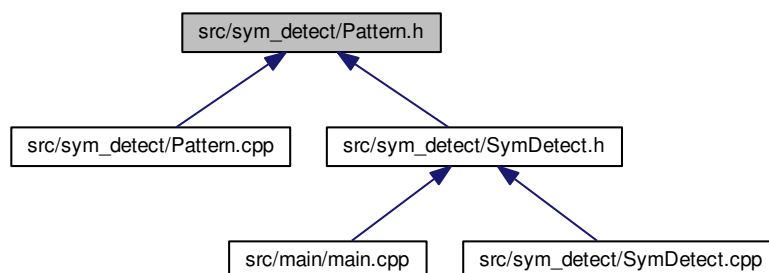 src/sym_detect/Pattern.h
src/sym_detect/Pattern.cpp
src/sym_detect/SymDetect.h
src/main/main.cpp
src/sym_detect/SymDetect.cpp